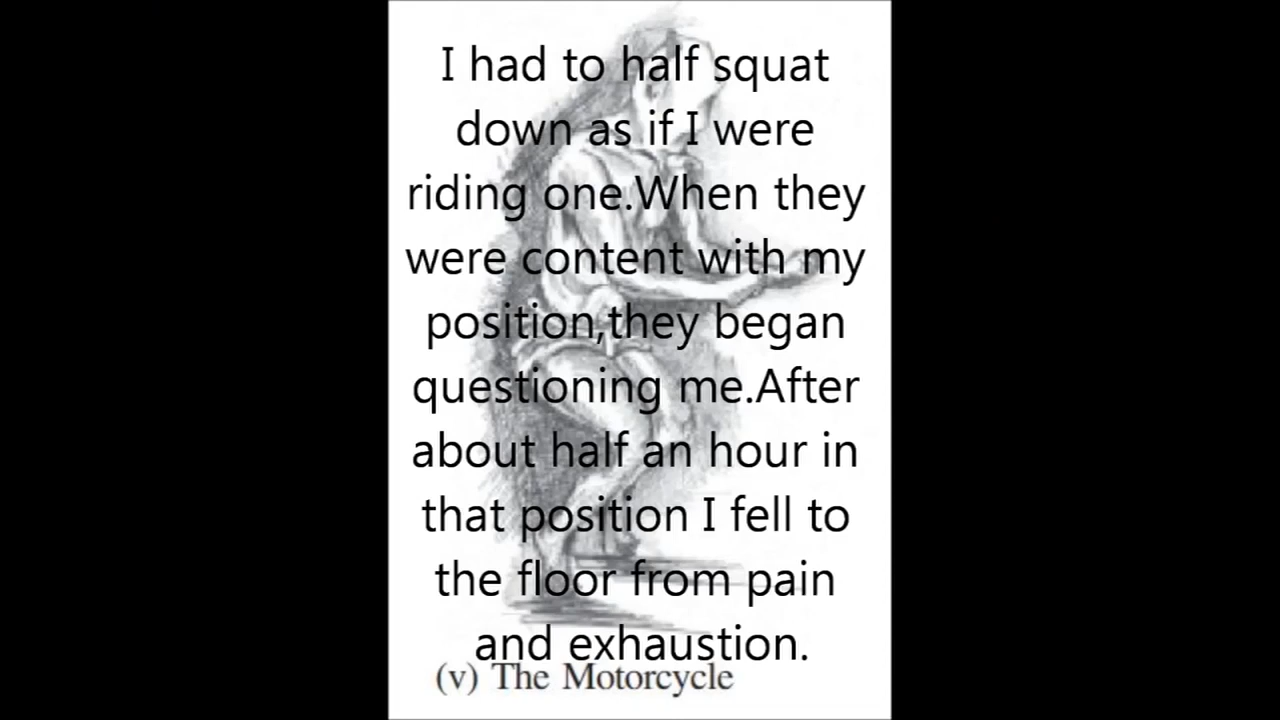 I had to half squat
down as if I were
riding one.When they
were content with my
position,they began
questioning me.After
about half an hour in
that position I fell to
the floor from pain
and exhaustion.
(v) The Motorcycle